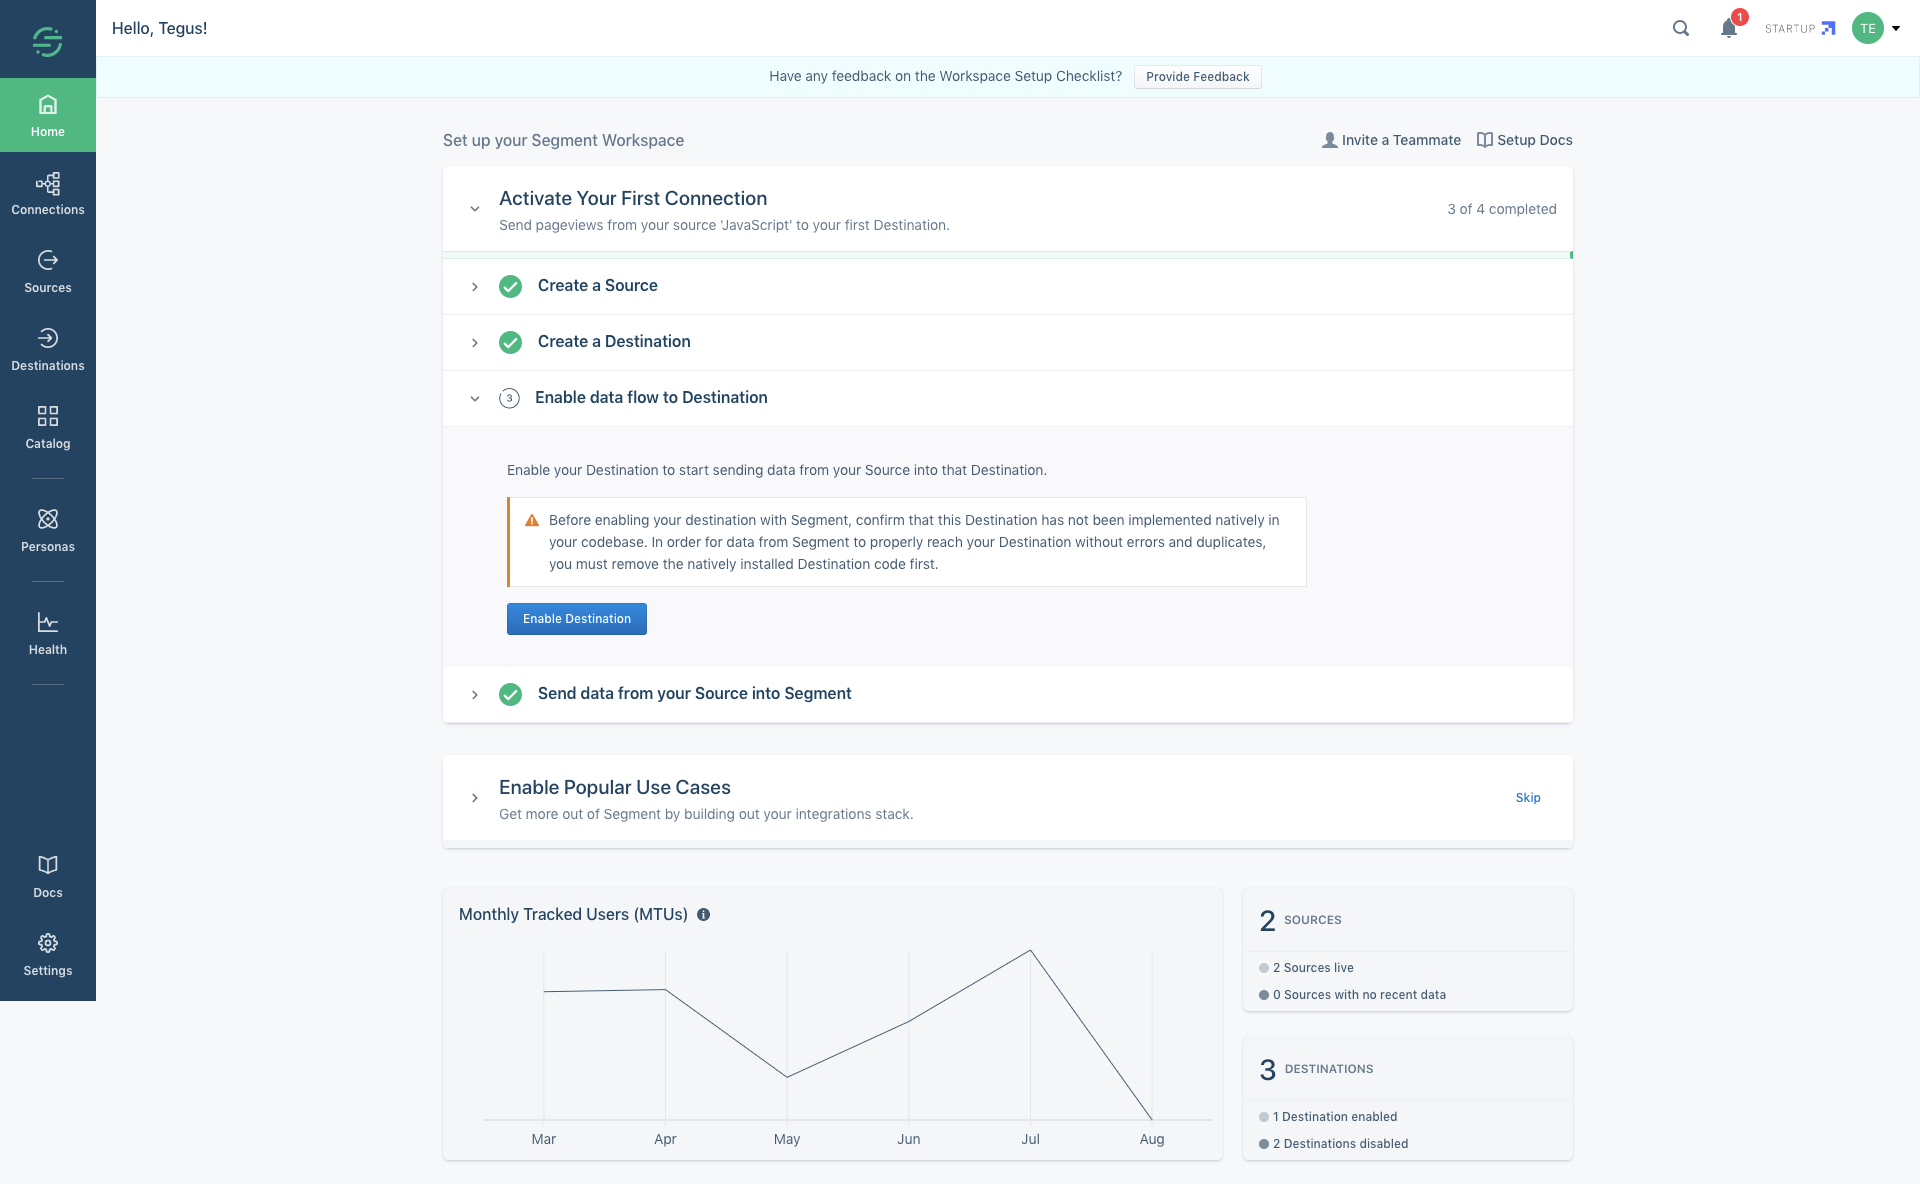 Hello, Tegus!
1
STARTUP
TE
Have any feedback on the Workspace Setup Checklist?
Provide Feedback
Home
Connections
Sources
Destinations
Catalog
Personas
Health
Docs
Settings
Set up your Segment Workspace
Invite a Teammate
Setup Docs
Activate Your First Connection
Send pageviews from your source 'JavaScript' to your first Destination.
3 of 4 completed
Create a Source
Create a Destination
3
Enable data flow to Destination
Enable your Destination to start sending data from your Source into that Destination.
Before enabling your destination with Segment, confirm that this Destination has not been implemented natively in
your codebase. In order for data from Segment to properly reach your Destination without errors and duplicates,
you must remove the natively installed Destination code first.
Enable Destination
Send data from your Source into Segment
Enable Popular Use Cases
Get more out of Segment by building out your integrations stack.
Skip
Monthly Tracked Users (MTUs)
Mar
Apr
May
Jun
Jul
Aug
2 SOURCES
2 Sources live
0 Sources with no recent data
3 DESTINATIONS
1 Destination enabled
2 Destinations disabled